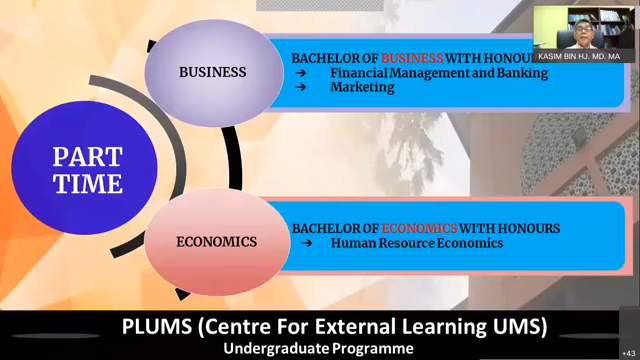 PART
TIME
BUSINESS
BACHELOR OF BUSINESS WITH HONOU
➔ Financial Management and Banking
➔ Marketing
KASIM BIN HJ. MD. MA
ECONOMICS
BACHELOR OF ECONOMICS WITH HONOURS
➔ Human Resource Economics
PLUMS (Centre For External Learning UMS)
Undergraduate Programme
+43